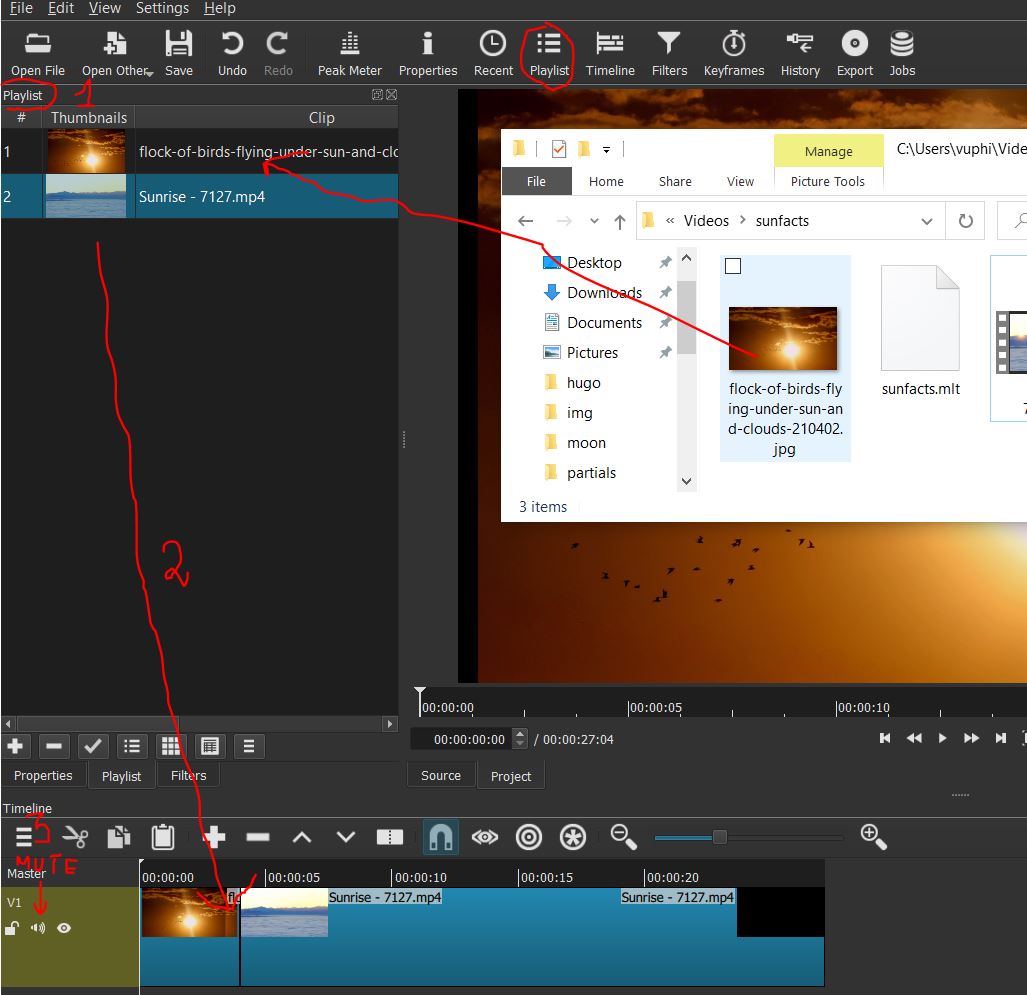 File Edit View Settings Help
Open File Open Other Save Undo Redo Peak Meter Properties Recent Playlist Timeline Filters Keyframes History Export Jobs
Playlist 1
# Thumbnails Clip
1 flock-of-birds-flying-under-sun-and-clo
2 Sunrise - 7127.mp4
Manage C:\Users\vuphi\Vide
File Home Share View Picture Tools
« Videos > sunfacts
Desktop
Downloads
Documents
Pictures
hugo
img
moon
partials
flock-of-birds-fly
ing-under-sun-an
d-clouds-210402.
jpg
sunfacts.mlt
3 items
2
00:00:00 00:00:05 00:00:10
00:00:00:00 / 00:00:27:04
Properties Playlist Filters
Source Project
Timeline
3
MUTE
Master
00:00:00 00:00:05 00:00:10 00:00:15 00:00:20
V1
flo Sunrise - 7127.mp4 Sunrise - 7127.mp4